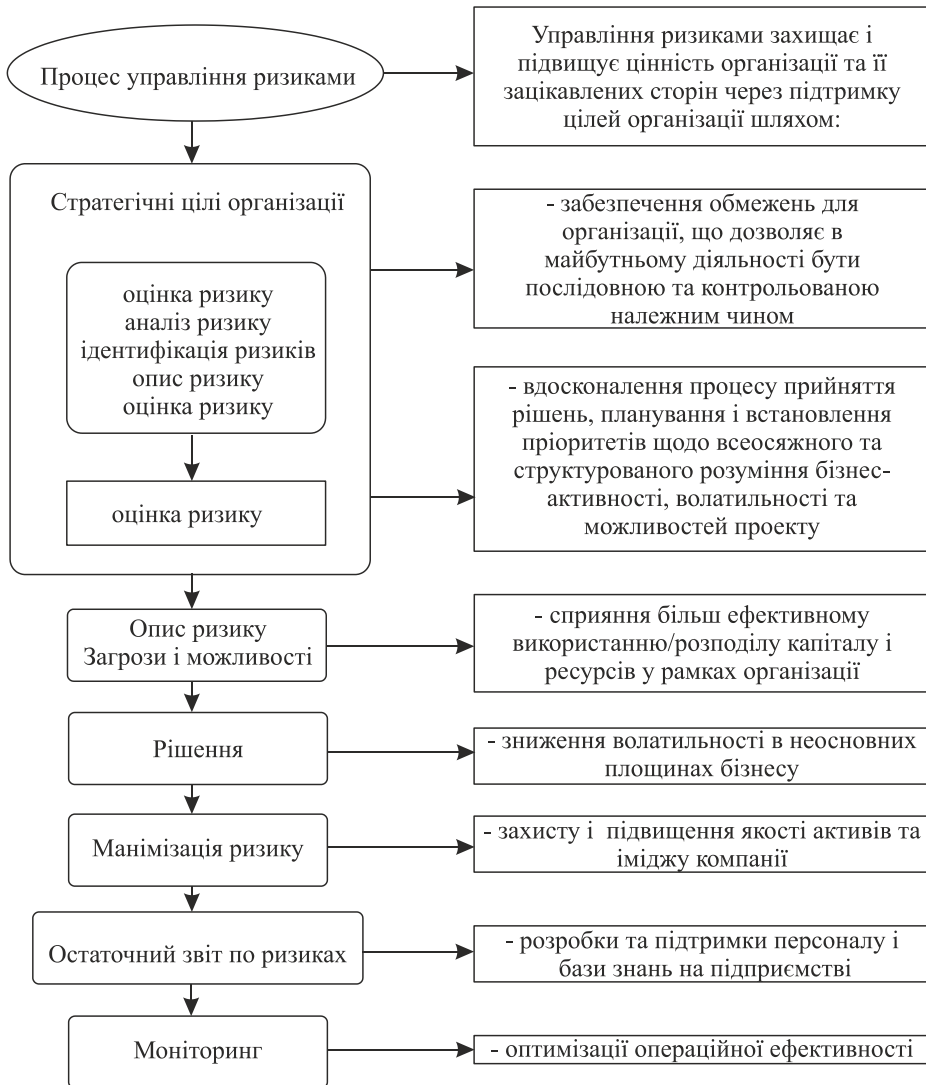 Процес управління ризиками
Управління ризиками захищає і
підвищує цінність організації та її
зацікавлених сторін через підтримку
цілей організації шляхом:
Стратегічні цілі організації
оцінка ризику
аналіз ризику
ідентифікація ризиків
опис ризику
оцінка ризику
оцінка ризику
- забезпечення обмежень для
організації, що дозволяє в
майбутньому діяльності бути
послідовною та контрольованою
належним чином
- вдосконалення процесу прийняття
рішень, планування і встановлення
пріоритетів щодо всеосяжного та
структурованого розуміння бізнес-
активності, волатильності та
можливостей проекту
Опис ризику
Загрози і можливості
- сприяння більш ефективному
використанню/розподілу капіталу і
ресурсів у рамках організації
Рішення
- зниження волатильності в неосновних
площинах бізнесу
Манімізація ризику
- захисту і підвищення якості активів та
іміджу компанії
Остаточний звіт по ризиках
- розробки та підтримки персоналу і
бази знань на підприємстві
Моніторинг
- оптимізації операційної ефективності